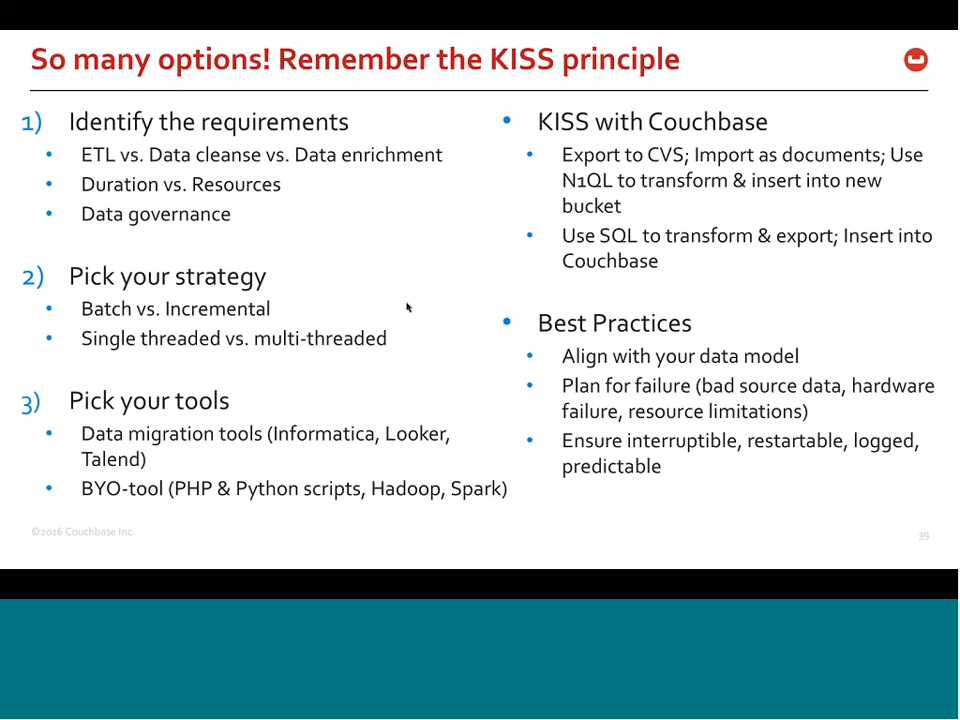 So many options! Remember the KISS principle
1) Identify the requirements
• ETL vs. Data cleanse vs. Data enrichment
• Duration vs. Resources
• Data governance
2) Pick your strategy
• Batch vs. Incremental
• Single threaded vs. multi-threaded
3) Pick your tools
• Data migration tools (Informatica, Looker,
Talend)
• BYO-tool (PHP & Python scripts, Hadoop, Spark)
• KISS with Couchbase
• Export to CVS; Import as documents; Use
N1QL to transform & insert into new
bucket
• Use SQL to transform & export; Insert into
Couchbase
• Best Practices
• Align with your data model
• Plan for failure (bad source data, hardware
failure, resource limitations)
• Ensure interruptible, restartable, logged,
predictable
©2016 Couchbase Inc.
39